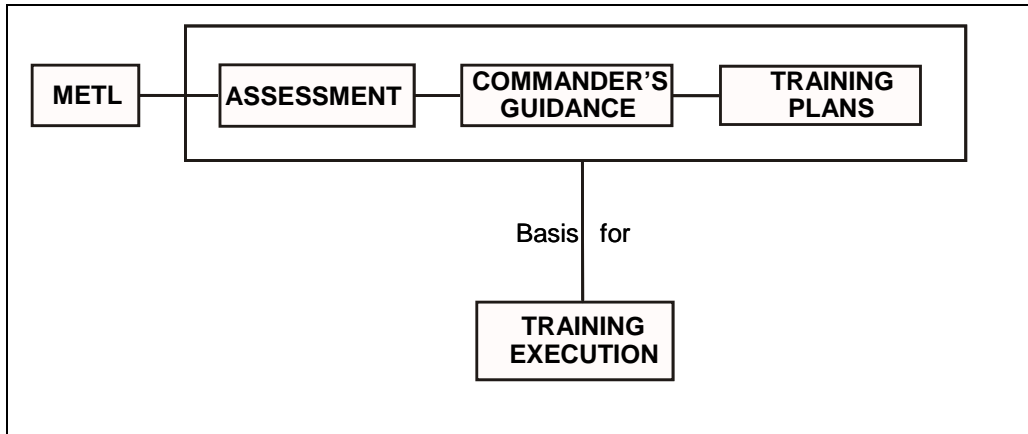 METL
ASSESSMENT
COMMANDER'S
GUIDANCE
TRAINING
PLANS
Basis for
TRAINING
EXECUTION